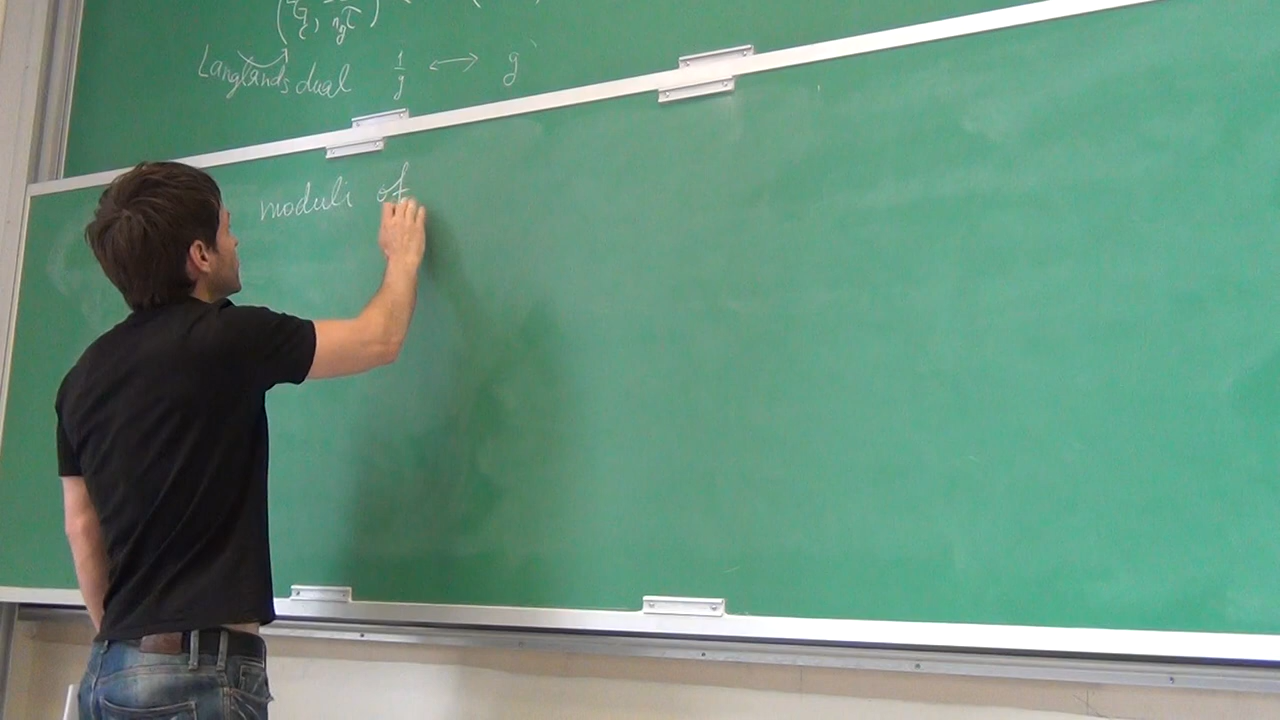 Langlands dual 1/g ↔ g
moduli of